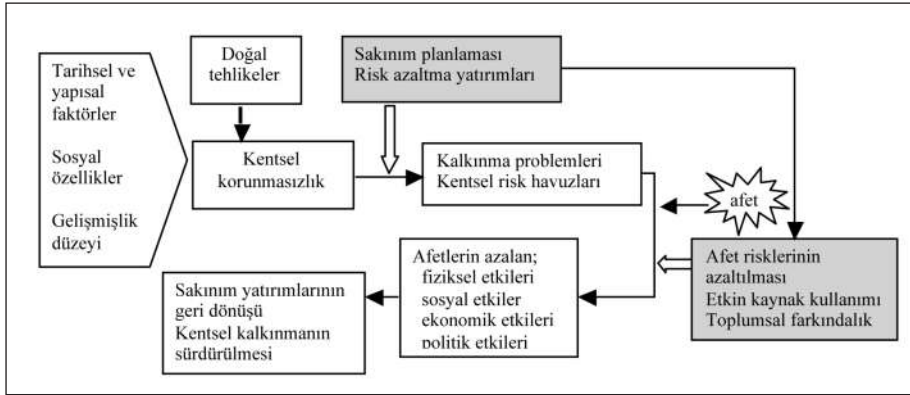 Tarihsel ve
yapısal
faktörler
Sosyal
özellikler
Gelişmişlik
düzeyi
Doğal
tehlikeler
Sakınım planlaması
Risk azaltma yatırımları
Kentsel
korunmasızlık
Kalkınma problemleri
Kentsel risk havuzları
afet
Afet risklerinin
azaltılması
Etkin kaynak kullanımı
Toplumsal farkındalık
Afetlerin azalan;
fiziksel etkileri
sosyal etkiler
ekonomik etkileri
politik etkileri
Sakınım yatırımlarının
geri dönüşü
Kentsel kalkınmanın
sürdürülmesi